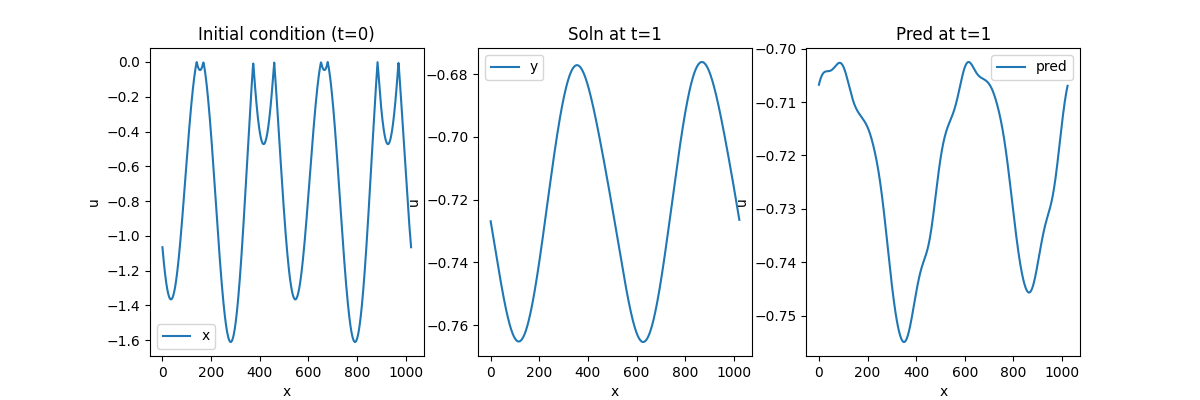 Initial condition (t=0)
0.0
−0.2
−0.4
−0.6
−0.8
−1.0
−1.2
−1.4
−1.6
u
x
0 200 400 600 800 1000
x
Soln at t=1
y
−0.68
−0.70
−0.72
−0.74
−0.76
u
0 200 400 600 800 1000
x
Pred at t=1
pred
−0.70
−0.71
−0.72
−0.73
−0.74
−0.75
u
0 200 400 600 800 1000
x